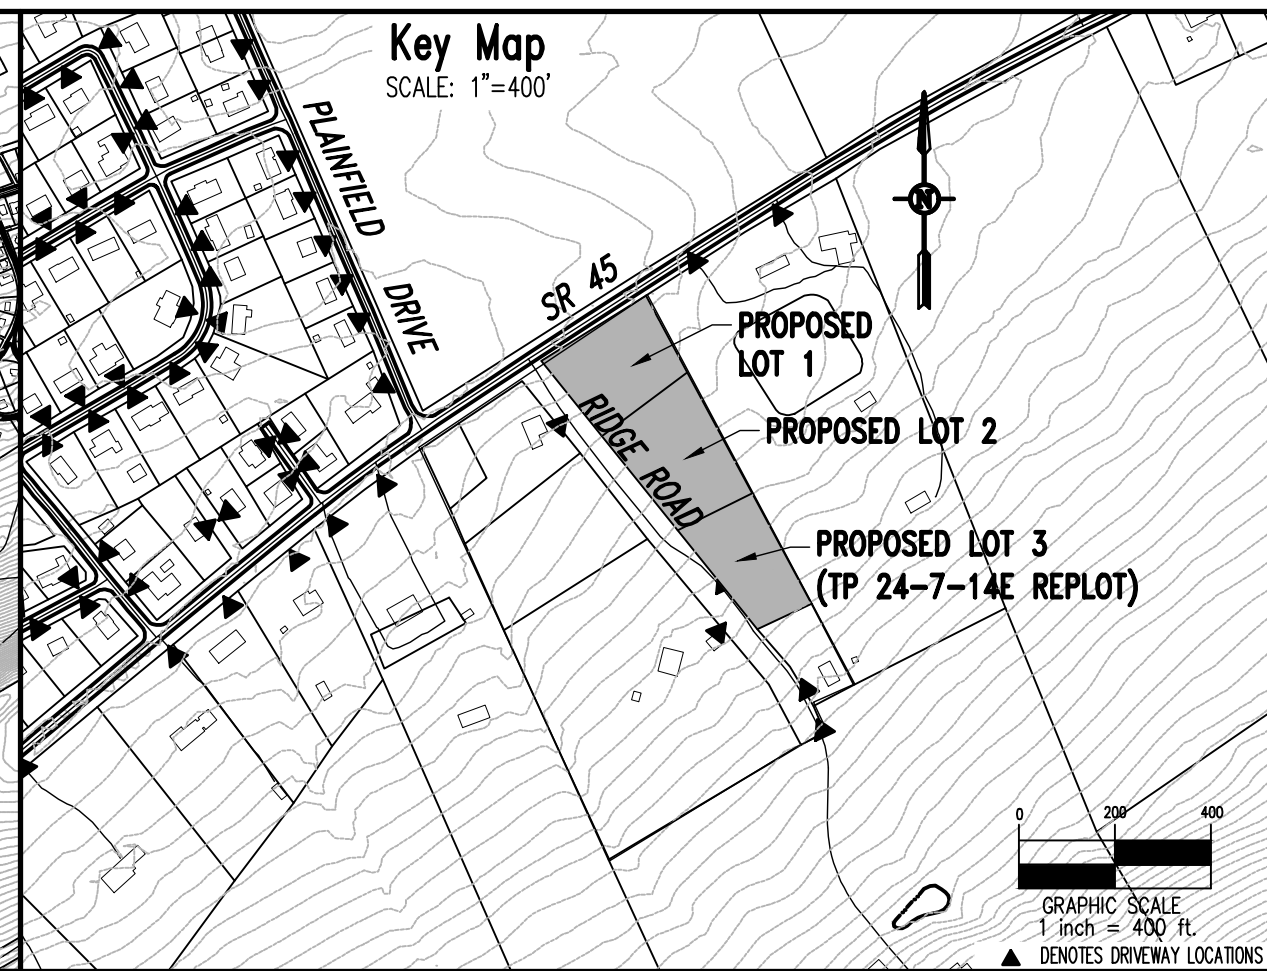 Key Map
SCALE: 1"=400'
PLAINFIELD
DRIVE
SR 45
N
PROPOSED
LOT 1
RIDGE ROAD
PROPOSED LOT 2
PROPOSED LOT 3
(TP 24-7-14E REPLOT)
0 200 400
GRAPHIC SCALE
1 inch = 400 ft.
DENOTES DRIVEWAY LOCATIONS